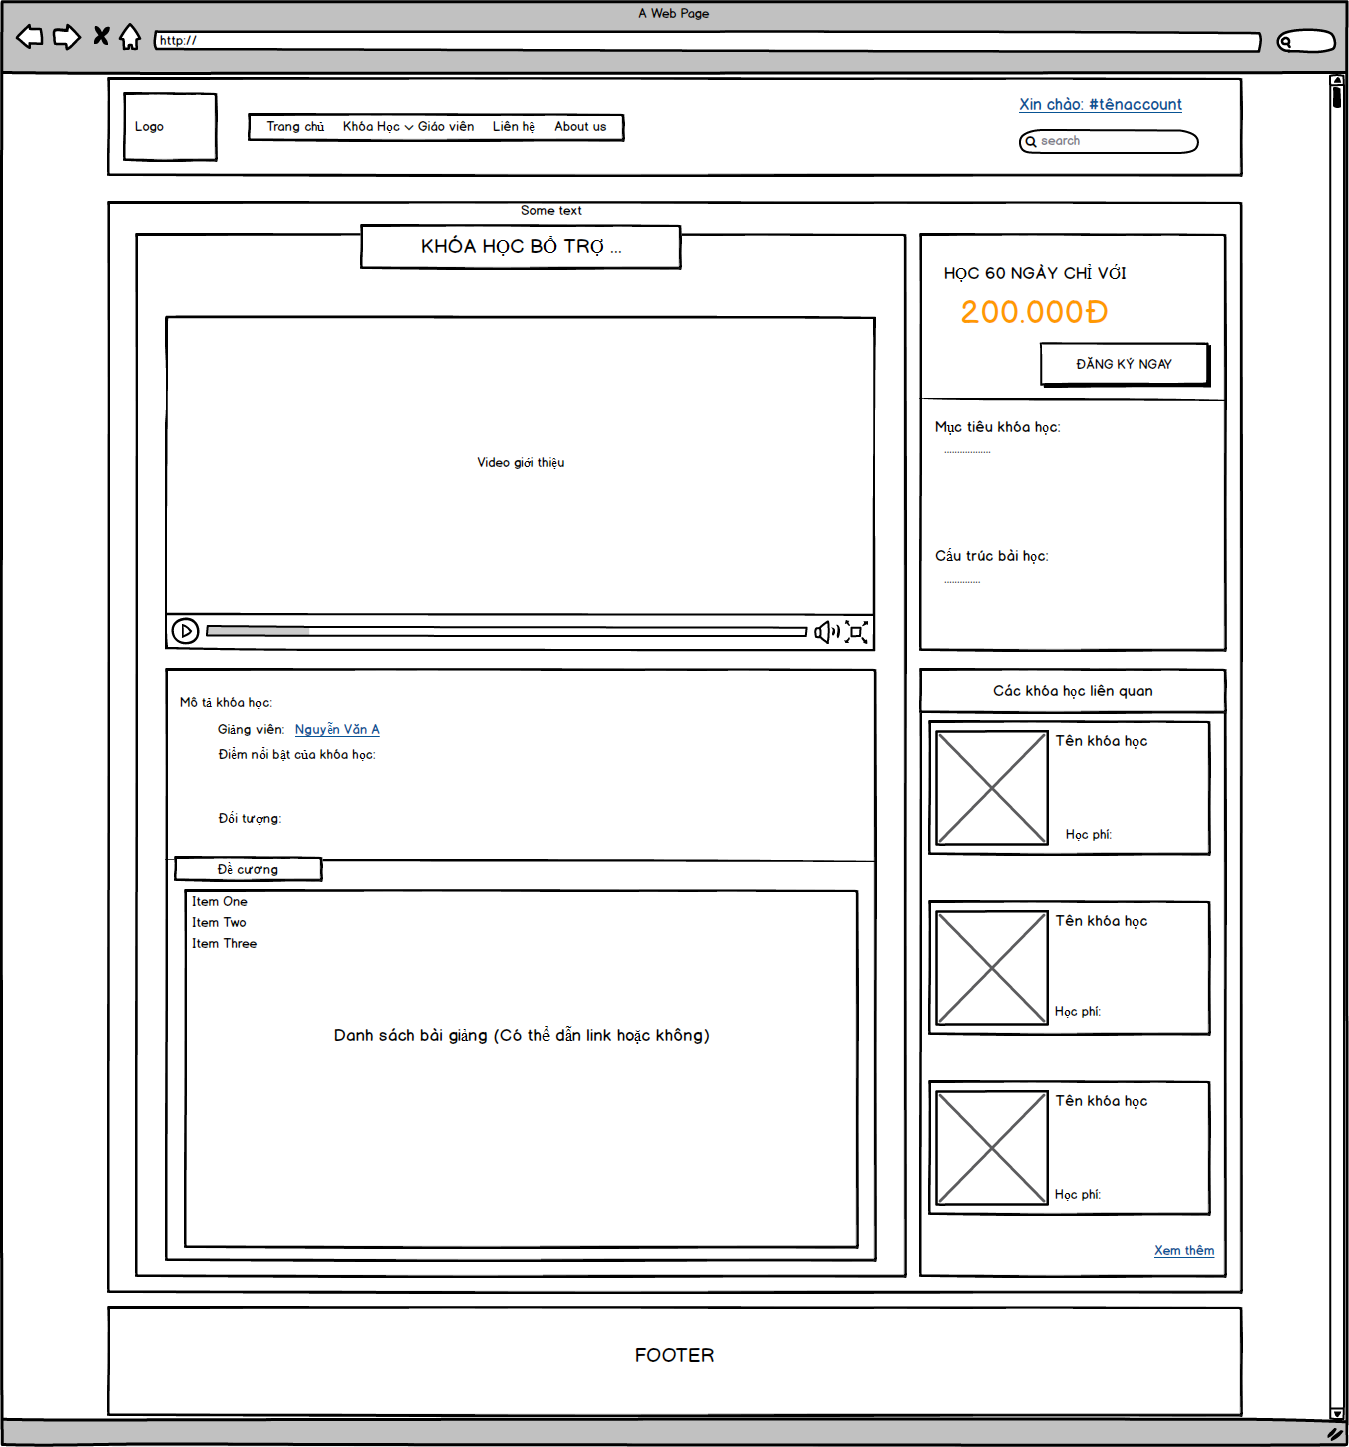 A Web Page
http://
Logo
Trang chủ Khóa Học Giáo viên Liên hệ About us
Xin chào: #tênaccount
search
Some text
KHÓA HỌC BỔ TRỢ ...
Video giới thiệu
Mô tả khóa học:
Giảng viên: Nguyễn Văn A
Điểm nổi bật của khóa học:
Đối tượng:
Đề cương
Item One
Item Two
Item Three
Danh sách bài giảng (Có thể dẫn link hoặc không)
HỌC 60 NGÀY CHỈ VỚI
200.000Đ
ĐĂNG KÝ NGAY
Mục tiêu khóa học:
..................
Cấu trúc bài học:
..............
Các khóa học liên quan
Tên khóa học
Học phí:
Tên khóa học
Học phí:
Tên khóa học
Học phí:
Xem thêm
FOOTER